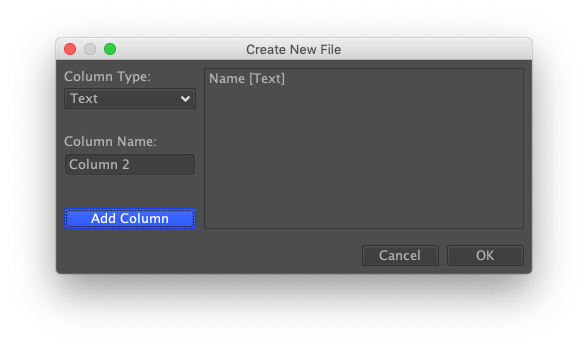 Create New File
Column Type:
Text
Column Name:
Column 2
Add Column
Name [Text]
Cancel
OK